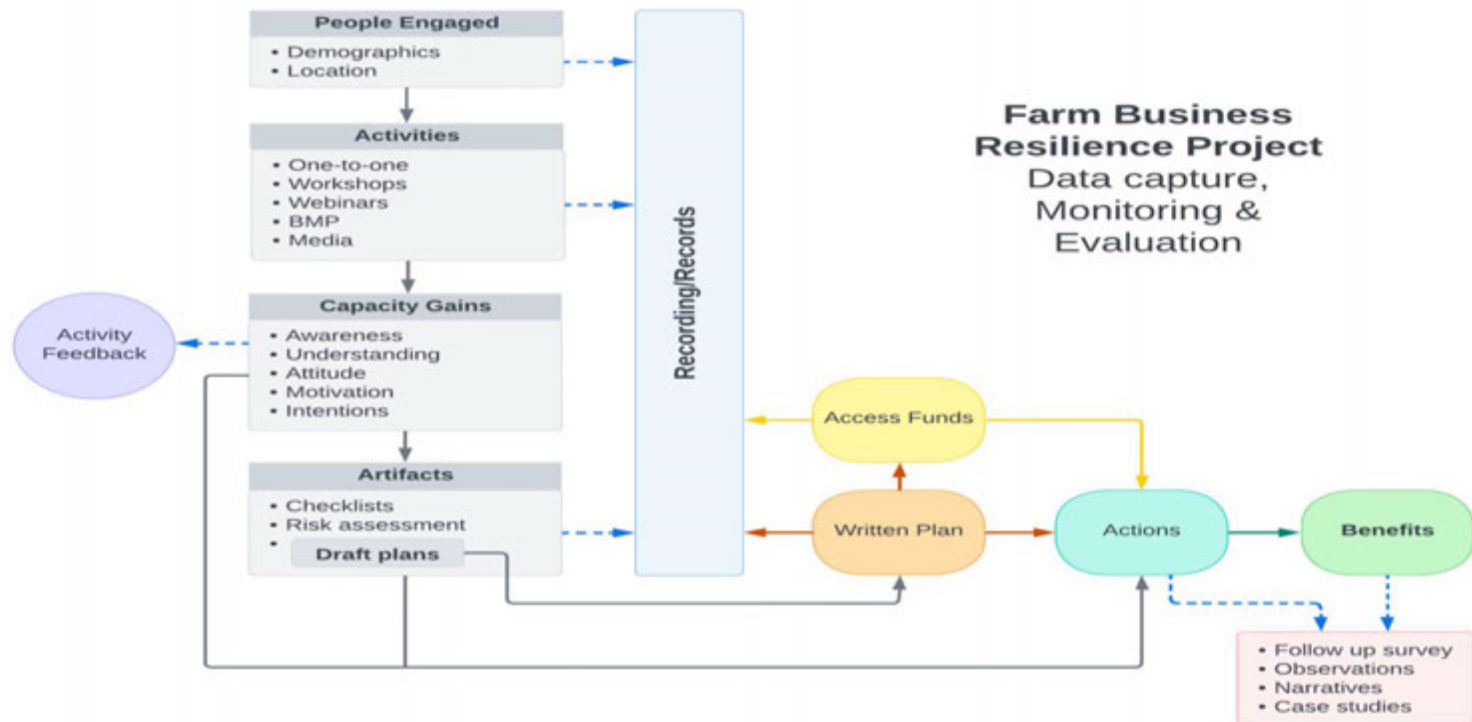 People Engaged
• Demographics
• Location
Activities
• One-to-one
• Workshops
• Webinars
• BMP
• Media
Capacity Gains
• Awareness
• Understanding
• Attitude
• Motivation
• Intentions
Activity
Feedback
Artifacts
• Checklists
• Risk assessment
• Draft plans
Recording/Records
Farm Business
Resilience Project
Data capture,
Monitoring &
Evaluation
Access Funds
Written Plan
Actions
Benefits
• Follow up survey
• Observations
• Narratives
• Case studies